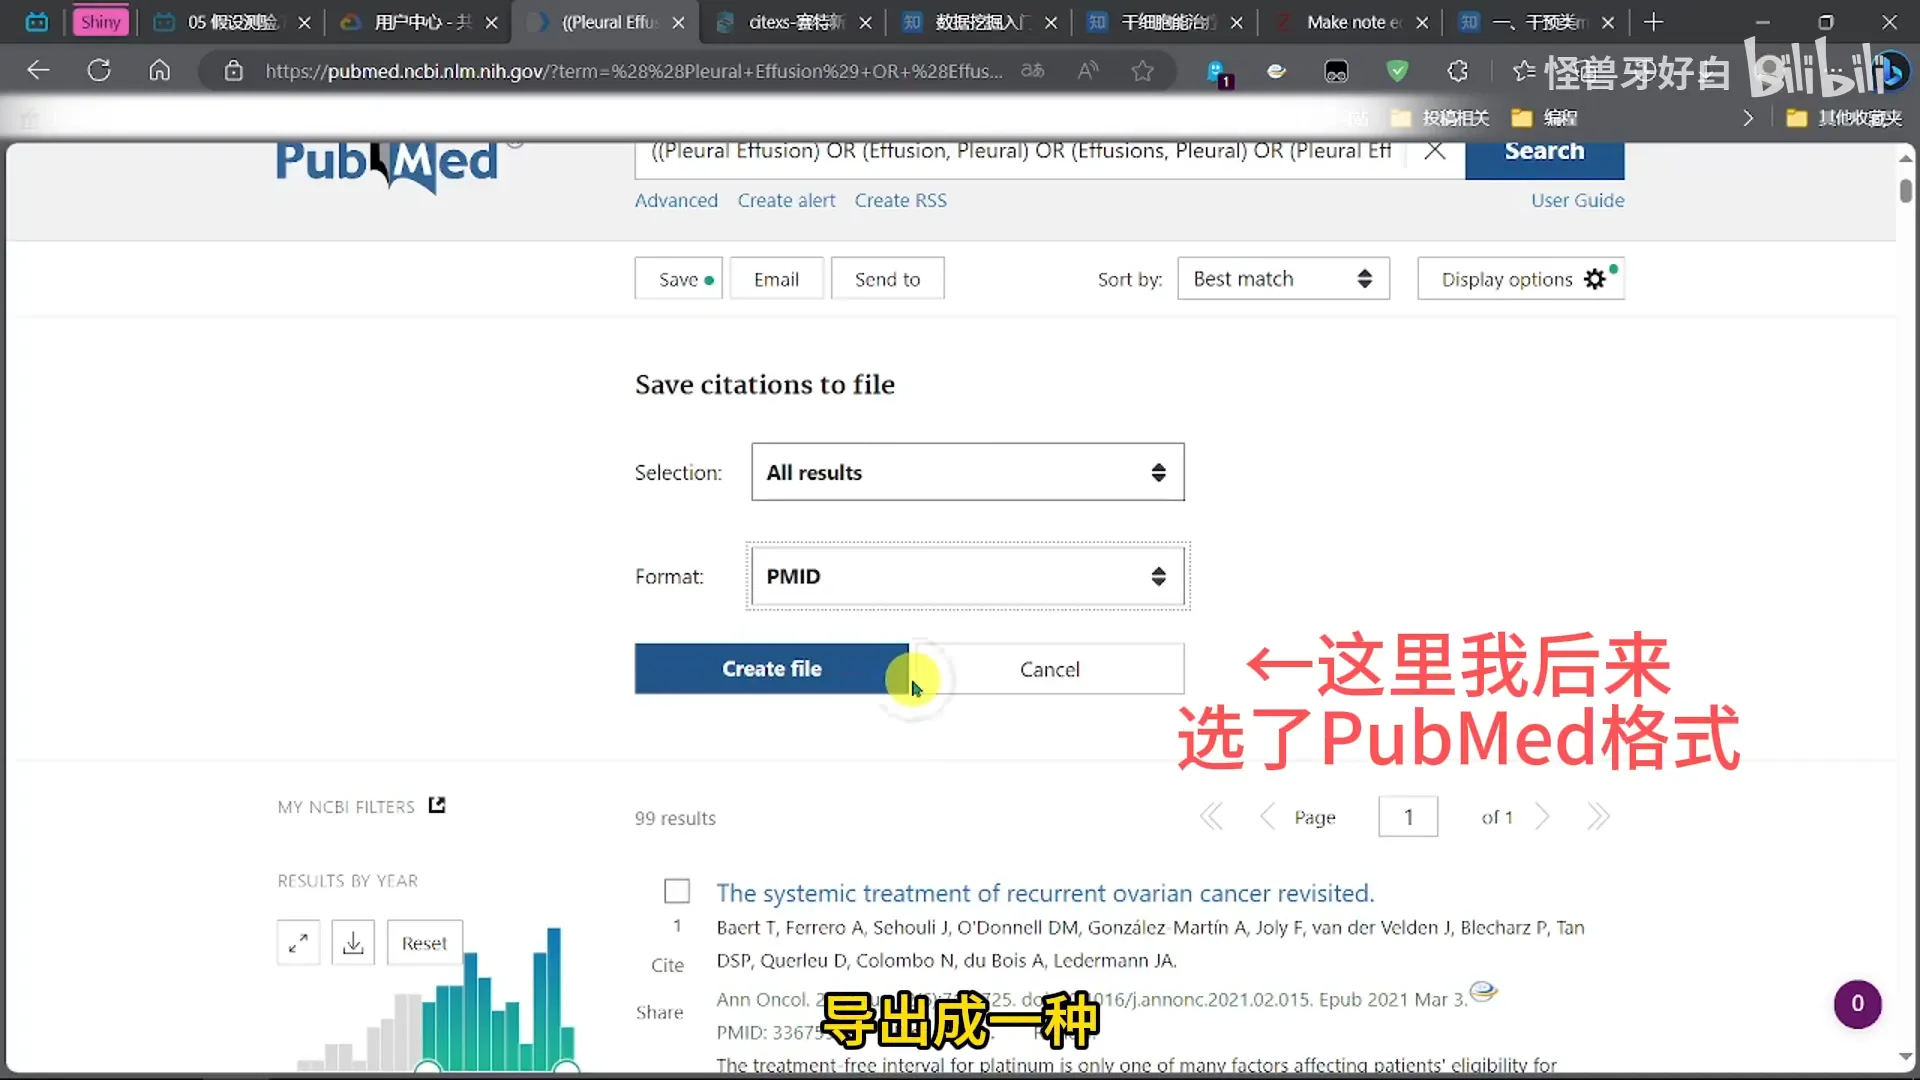 Shiny
05 假设测验
用户中心 - 共
((Pleural Effus
citexs-赛特新
数据挖掘入门
干细胞能治疗
Make note e
一、干预类m
https://pubmed.ncbi.nlm.nih.gov/?term=%28%28Pleural+Effusion%29+OR+%28Effus...
1
怪兽牙好白 bilibili
投稿相关
编程
其他收藏夹
PubMed
((Pleural Effusion) OR (Effusion, Pleural) OR (Effusions, Pleural) OR (Pleural Eff
Search
Advanced Create alert Create RSS
User Guide
Save
Email
Send to
Sort by:
Best match
Display options
Save citations to file
Selection:
All results
Format:
PMID
Create file
Cancel
←这里我后来
选了PubMed格式
MY NCBI FILTERS
99 results
Page
1
of 1
RESULTS BY YEAR
Reset
The systemic treatment of recurrent ovarian cancer revisited.
1
Baert T, Ferrero A, Sehouli J, O'Donnell DM, González-Martín A, Joly F, van der Velden J, Blecharz P, Tan
Cite
DSP, Querleu D, Colombo N, du Bois A, Ledermann JA.
Share
Ann Oncol. 725. 016/j.annonc.2021.02.015. Epub 2021 Mar 3.
PMID:
导出成一种
0
The treatment-free interval for platinum is only one of many factors affecting patients' eligibility for